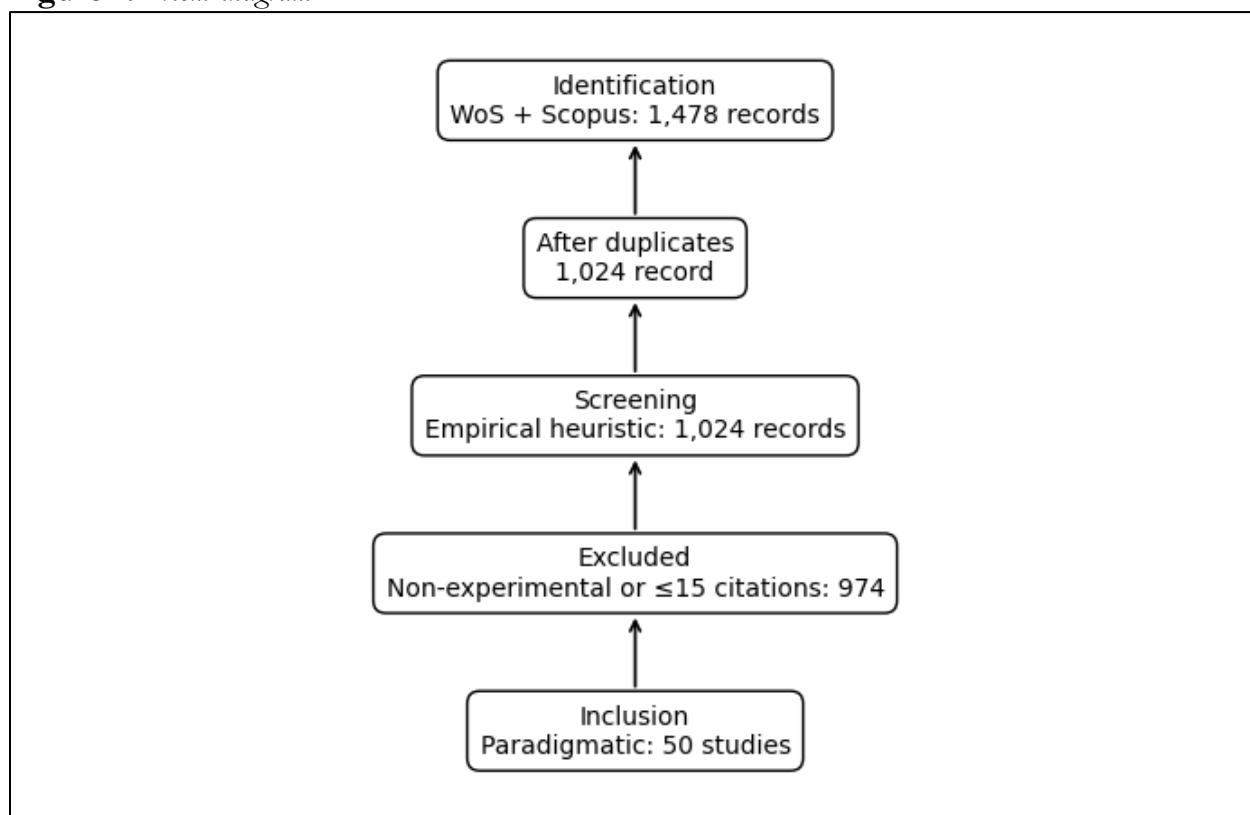 Identification
WoS + Scopus: 1,478 records
After duplicates
1,024 record
Screening
Empirical heuristic: 1,024 records
Excluded
Non-experimental or ≤15 citations: 974
Inclusion
Paradigmatic: 50 studies